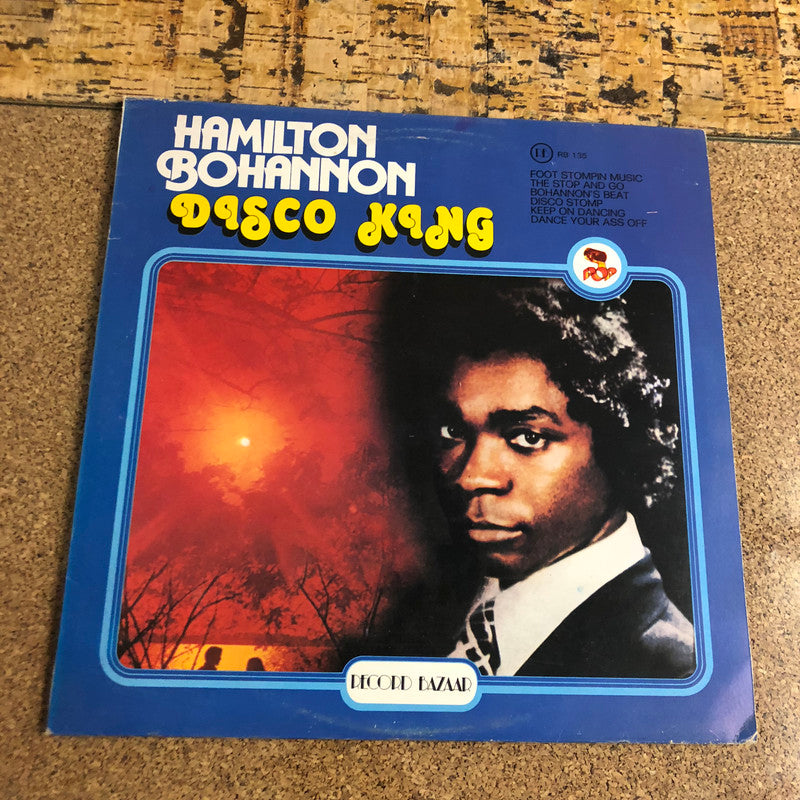 HAMILTON
BOHANNON
DISCO KING
RB RB 135
FOOT STOMPIN MUSIC
THE STOP AND GO
BOHANNON'S BEAT
DISCO STOMP
KEEP ON DANCING
DANCE YOUR ASS OFF
POP
RECORD BAZAAR